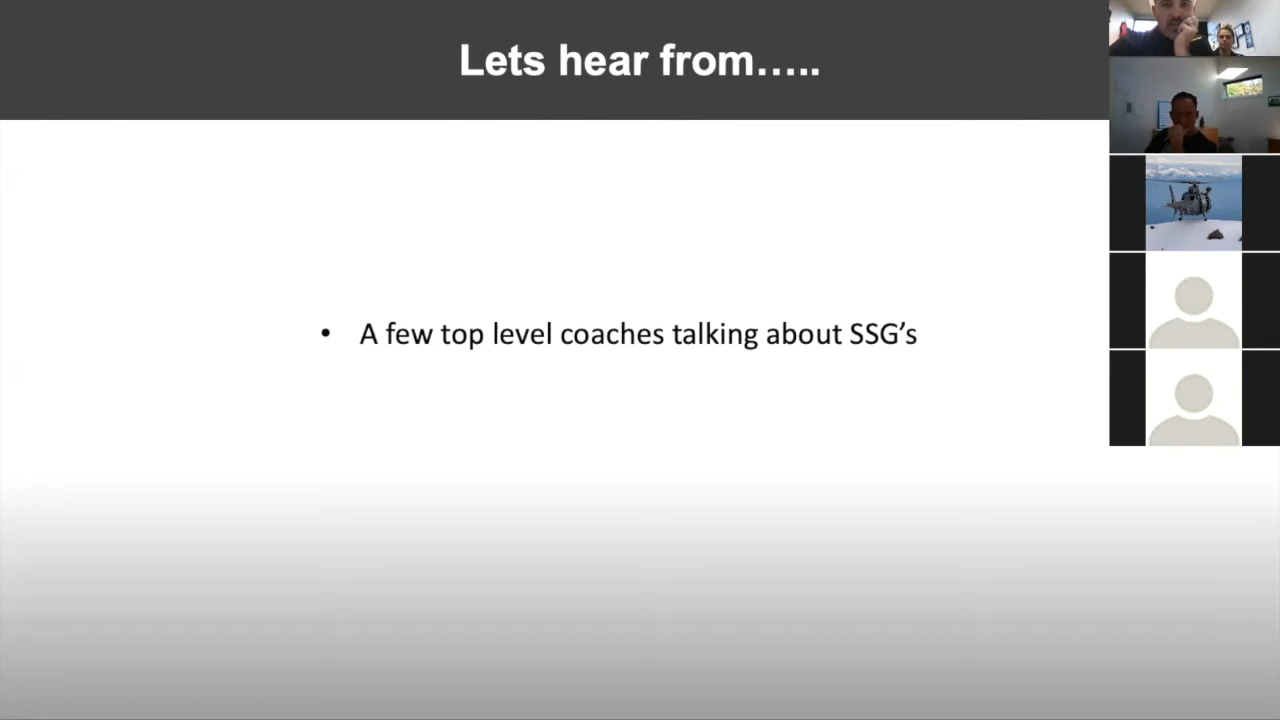 Lets hear from.....
• A few top level coaches talking about SSG’s